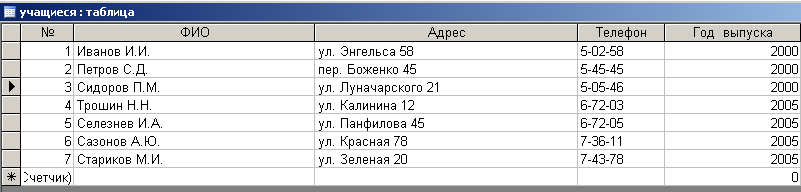 учащиеся : таблица
№ ФИО Адрес Телефон Год выпуска
1 Иванов И.И. ул. Энгельса 58 5-02-58 2000
2 Петров С.Д. пер. Боженко 45 5-45-45 2000
3 Сидоров П.М. ул. Луначарского 21 5-05-46 2000
4 Трошин Н.Н. ул. Калинина 12 6-72-03 2005
5 Селезнев И.А. ул. Панфилова 45 6-72-05 2005
6 Сазонов А.Ю. ул. Красная 78 7-36-11 2005
7 Стариков М.И. ул. Зеленая 20 7-43-78 2005
Счетчик) 0